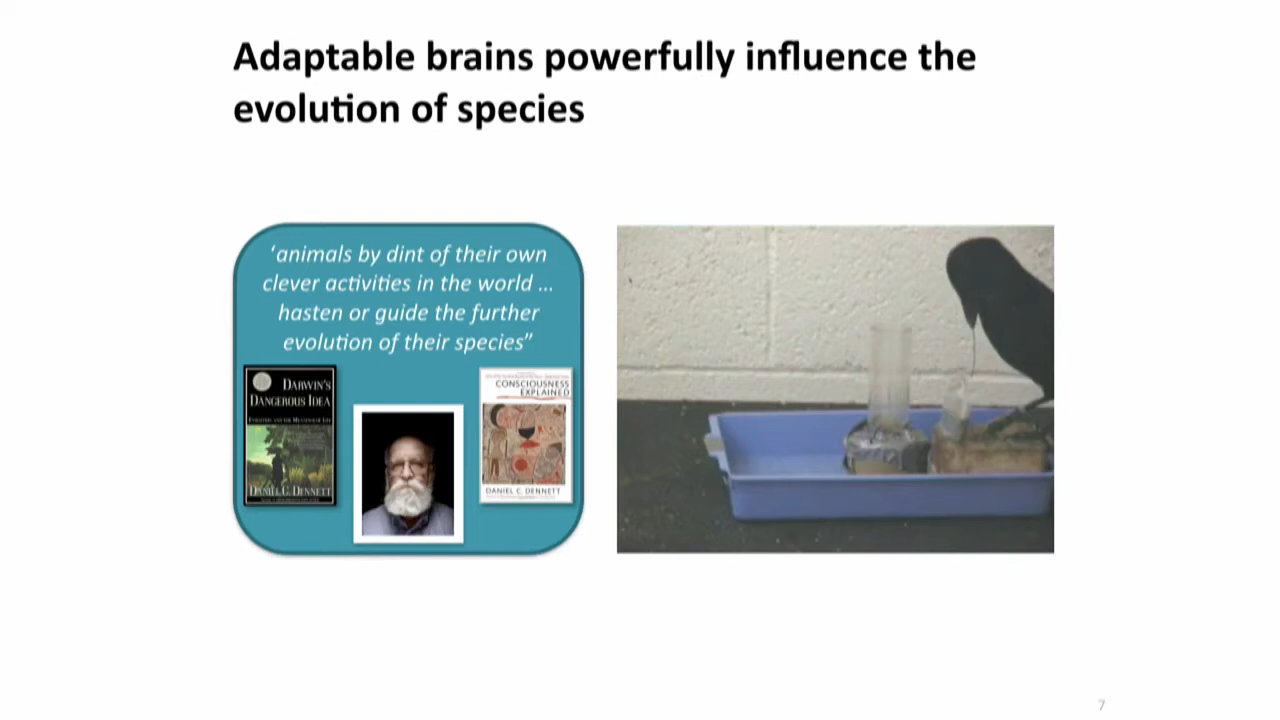 Adaptable brains powerfully influence the
evolution of species
‘animals by dint of their own
clever activities in the world ...
hasten or guide the further
evolution of their species”
DARWIN'S
DANGEROUS IDEA
DANIEL C. DENNETT
CONSCIOUSNESS
EXPLAINED
DANIEL C. DENNETT
7